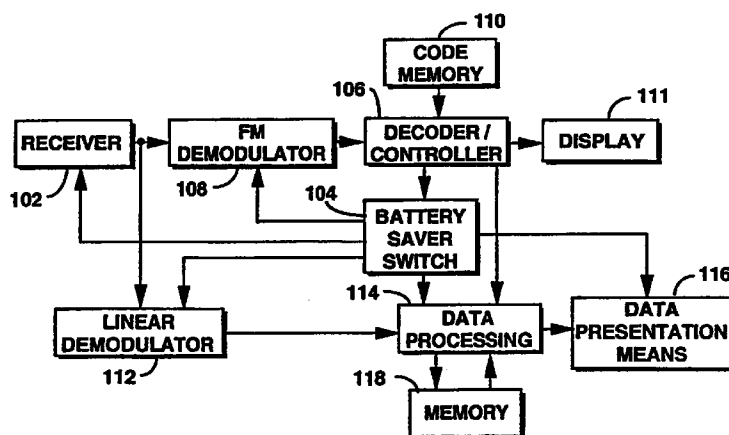 110
CODE
MEMORY
106
111
RECEIVER
FM
DEMODULATOR
DECODER /
CONTROLLER
DISPLAY
102
108
104
BATTERY
SAVER
SWITCH
114
116
LINEAR
DEMODULATOR
DATA
PROCESSING
DATA
PRESENTATION
MEANS
112
118
MEMORY